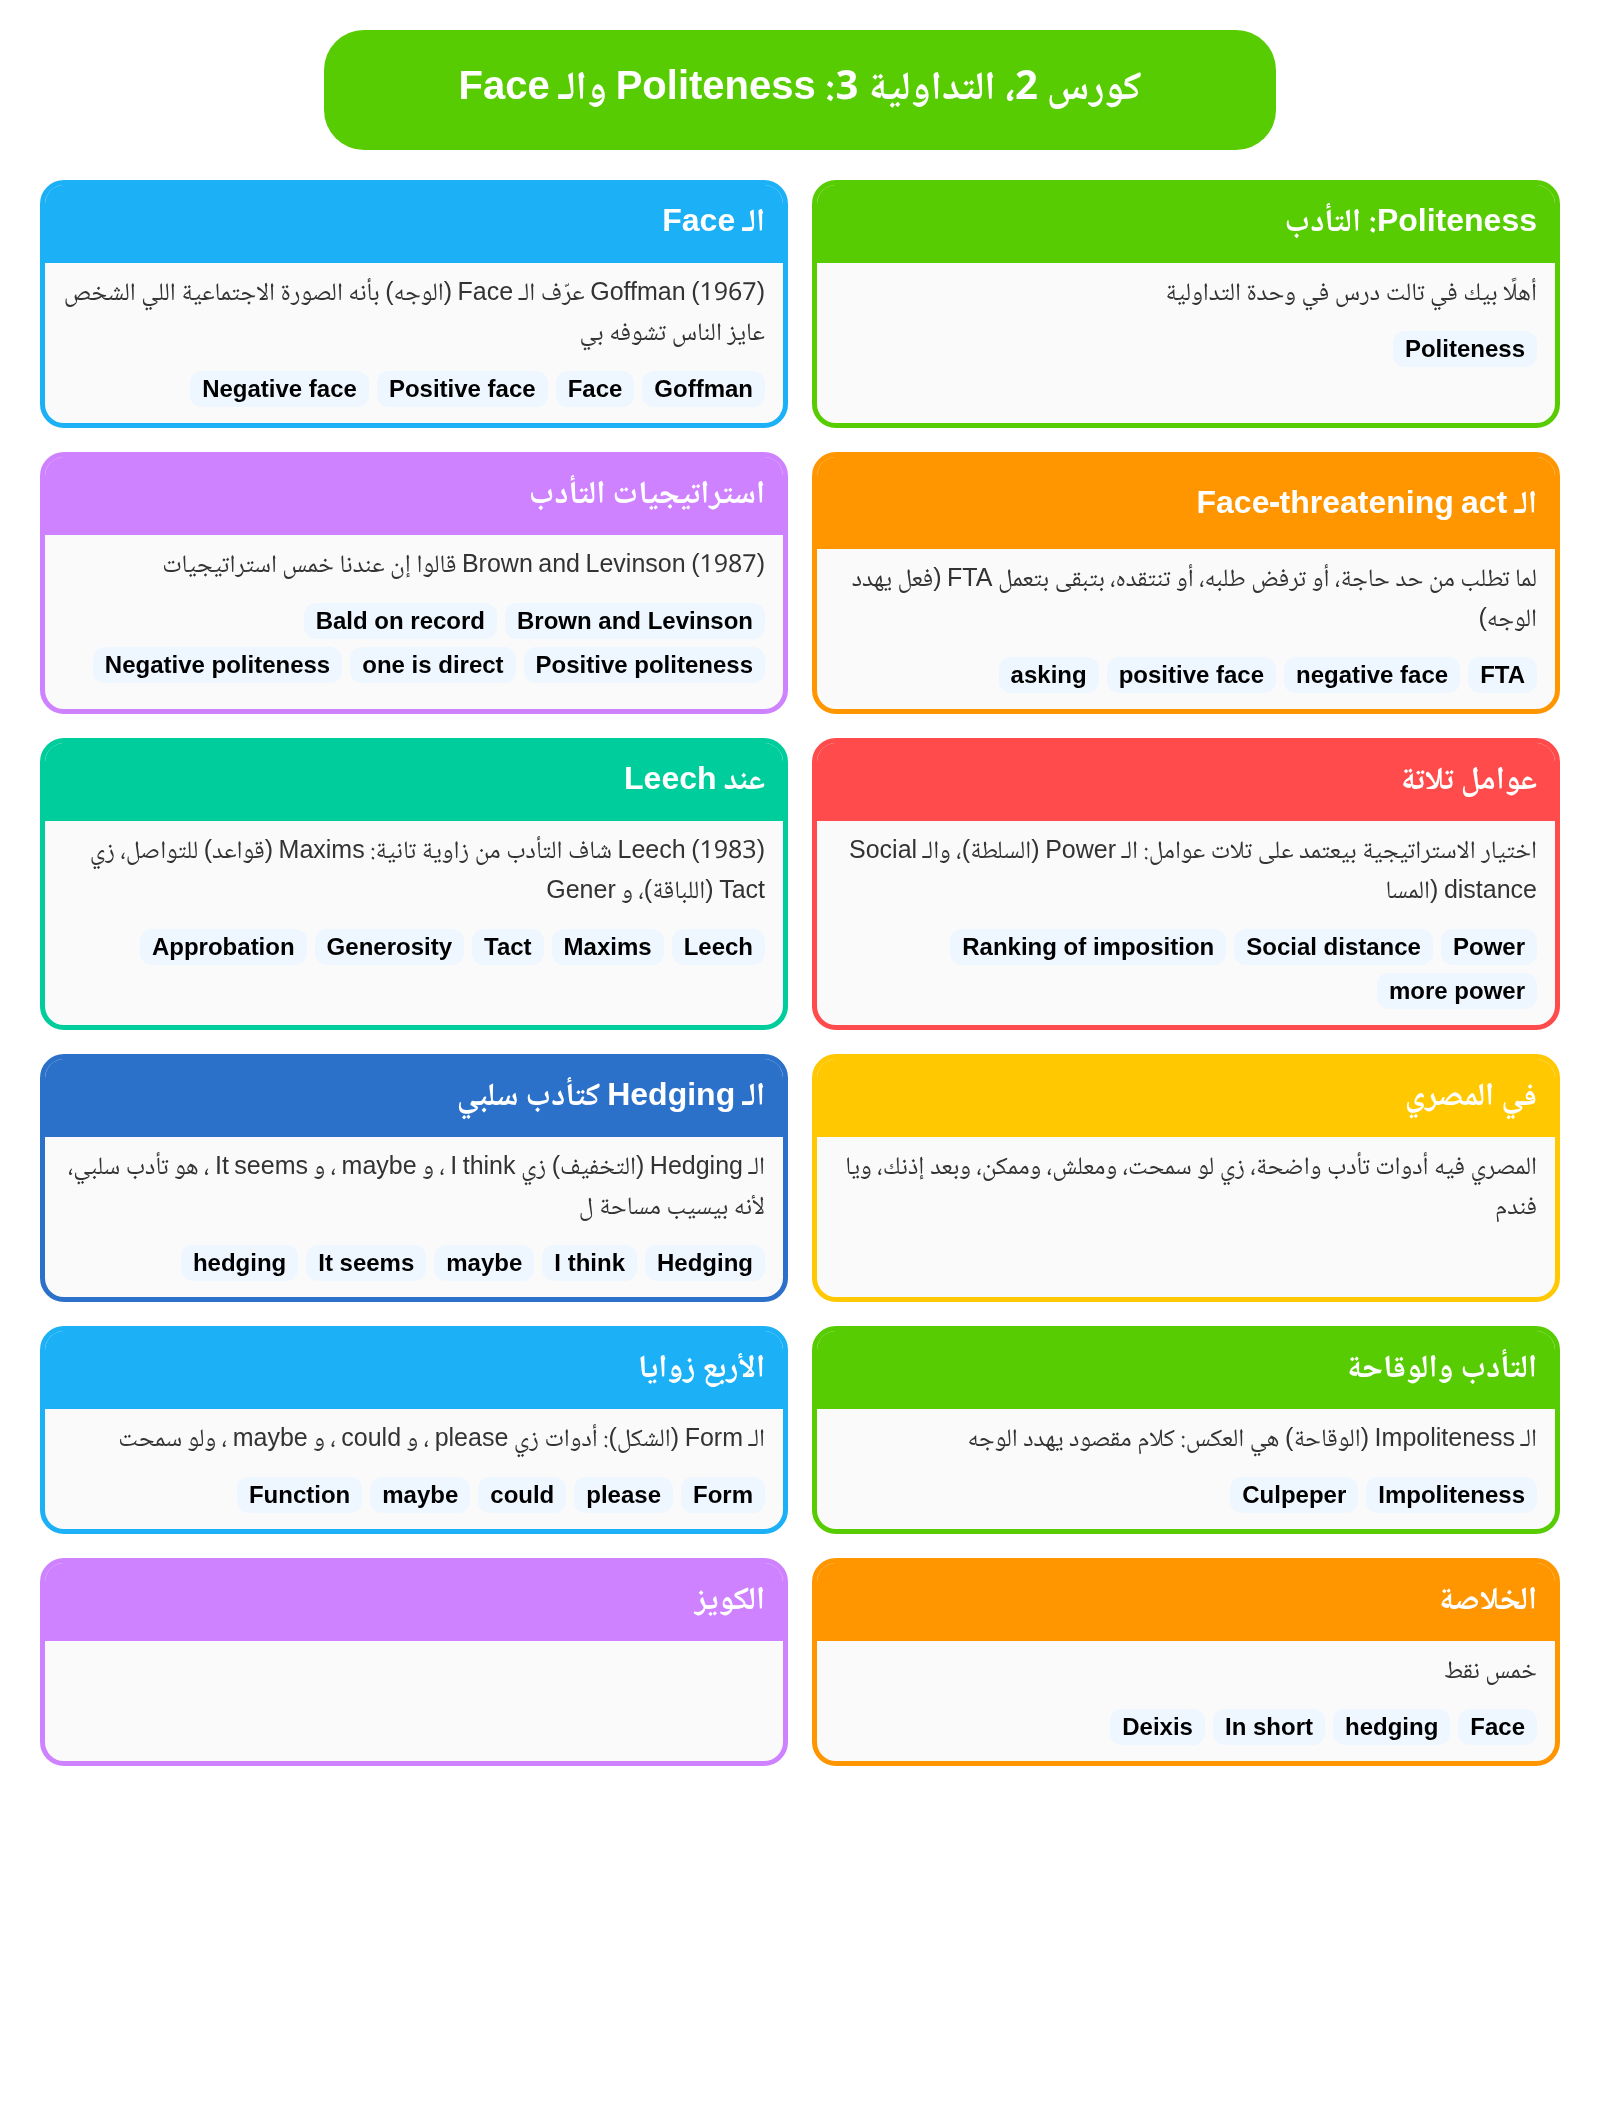 كورس 2، التداولية 3: Politeness والـ Face
Politeness: التأدب
أهلًا بيك في تالت درس في وحدة التداولية
Politeness
الـ Face
Goffman (1967) عرّف الـ Face (الوجه) بأنه الصورة الاجتماعية اللي الشخص
عايز الناس تشوفه بي
Goffman Face Positive face Negative face
الـ Face-threatening act
لما تطلب من حد حاجة، أو ترفض طلبه، أو تنتقده، بتبقى بتعمل FTA (فعل يهدد
الوجه)
FTA negative face positive face asking
استراتيجيات التأدب
Brown and Levinson (1987) قالوا إن عندنا خمس استراتيجيات
Brown and Levinson Bald on record
Positive politeness one is direct Negative politeness
عوامل تلاتة
اختيار الاستراتيجية بيعتمد على تلات عوامل: الـ Power (السلطة)، والـ Social
distance (المسا
Power Social distance Ranking of imposition
more power
عند Leech
Leech (1983) شاف التأدب من زاوية تانية: Maxims (قواعد) للتواصل، زي
Tact (اللباقة)، و Gener
Leech Maxims Tact Generosity Approbation
في المصري
المصري فيه أدوات تأدب واضحة، زي لو سمحت، ومعلش، وممكن، وبعد إذنك، ويا
فندم
الـ Hedging كتأدب سلبي
الـ Hedging (التخفيف) زي I think ، و maybe ، و It seems ، هو تأدب سلبي،
لأنه بيسيب مساحة ل
Hedging I think maybe It seems hedging
التأدب والوقاحة
الـ Impoliteness (الوقاحة) هي العكس: كلام مقصود يهدد الوجه
Impoliteness Culpeper
الأربع زوايا
الـ Form (الشكل): أدوات زي please ، و could ، و maybe ، ولو سمحت
Form please could maybe Function
الخلاصة
خمس نقط
Face hedging In short Deixis
الكويز